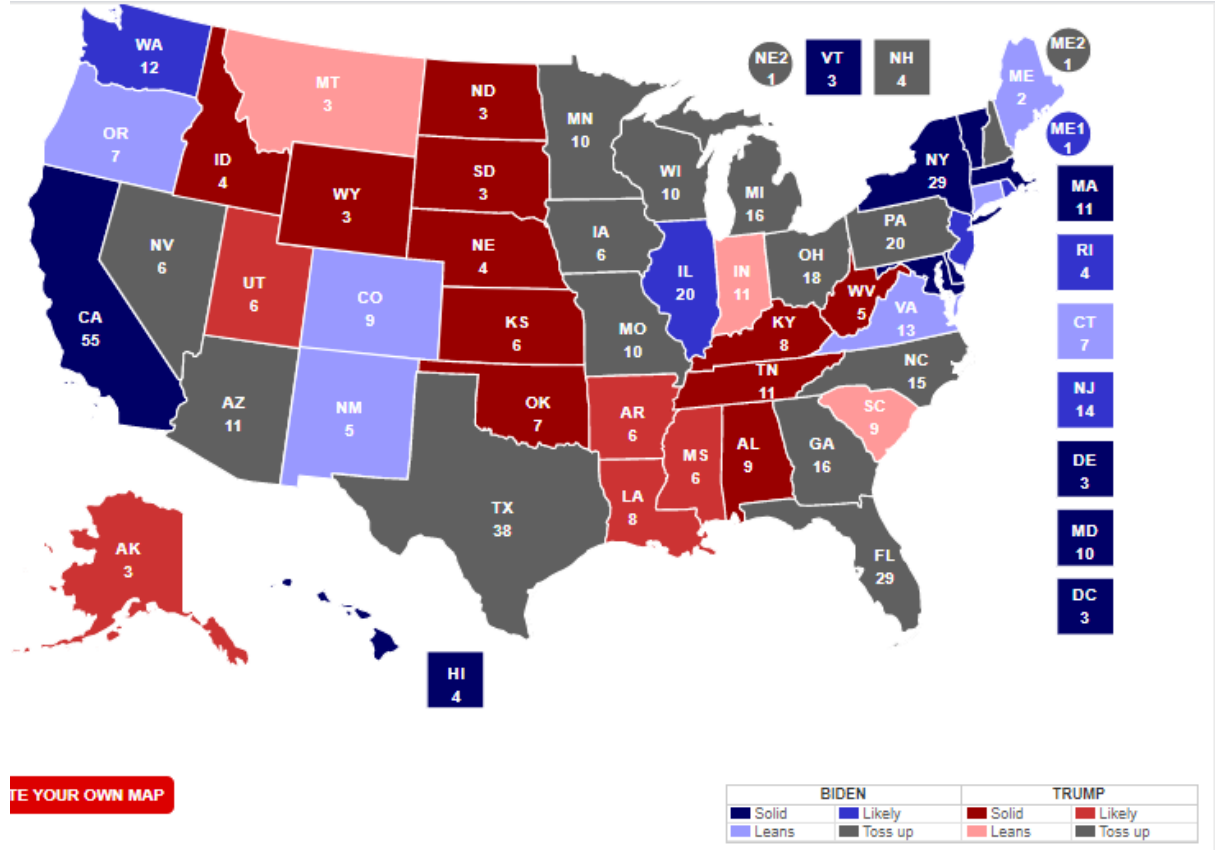 WA
12
MT
3
ND
3
MN
10
NE2
1
VT
3
NH
4
ME2
1
ME
2
ME1
1
OR
7
ID
4
WY
3
SD
3
WI
10
MI
16
NY
29
MA
11
NV
6
UT
6
CO
9
NE
4
IA
6
IL
20
IN
11
OH
18
PA
20
RI
4
CA
55
KS
6
MO
10
KY
8
WV
5
VA
13
CT
7
AZ
11
NM
5
OK
7
AR
6
TN
11
NC
15
NJ
14
TX
38
LA
8
MS
6
AL
9
GA
16
SC
9
DE
3
AK
3
FL
29
MD
10
DC
3
HI
4
TE YOUR OWN MAP
BIDEN TRUMP
Solid Likely Solid Likely
Leans Toss up Leans Toss up